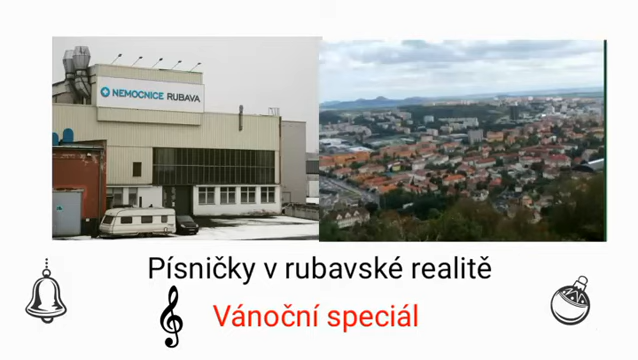 NEMOCNICE RUBAVA
Písničky v rubavské realitě
Vánoční speciál